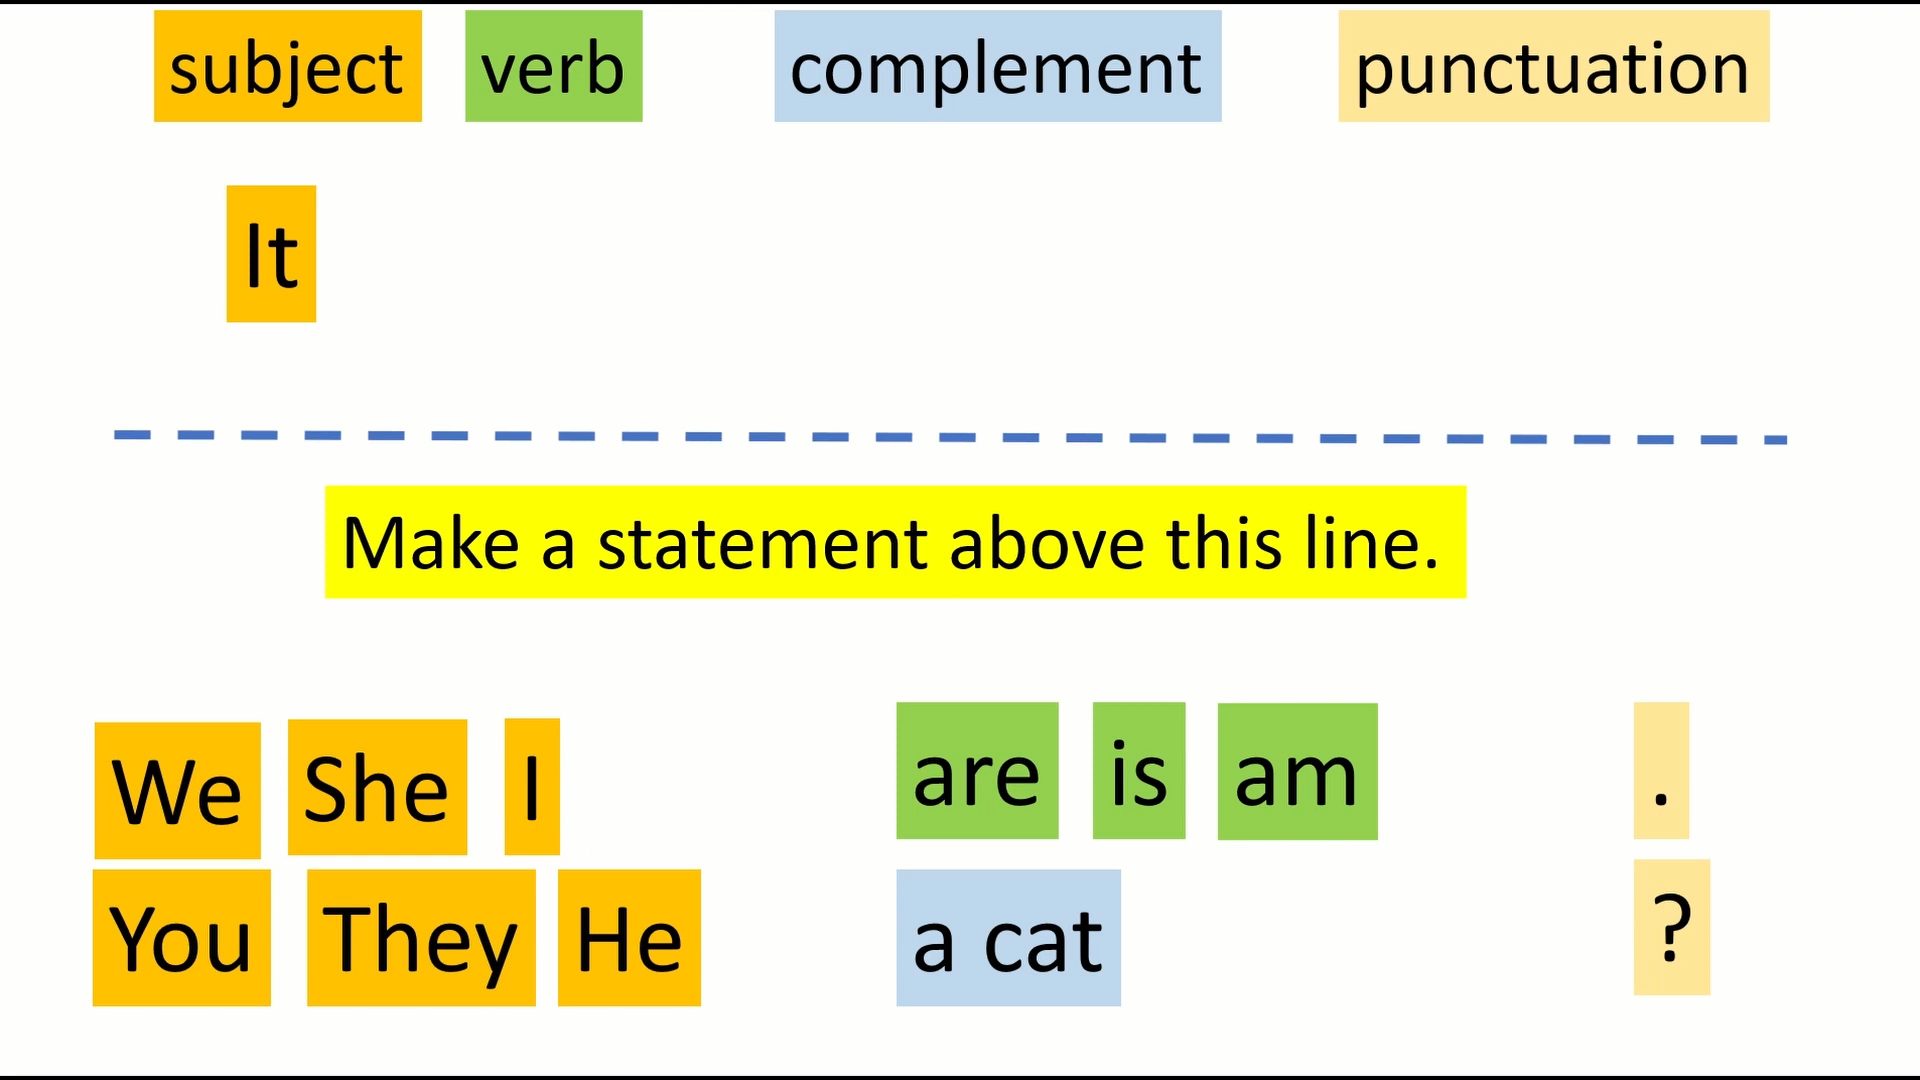 subject verb complement punctuation
It
Make a statement above this line.
We She I are is am .
You They He a cat ?